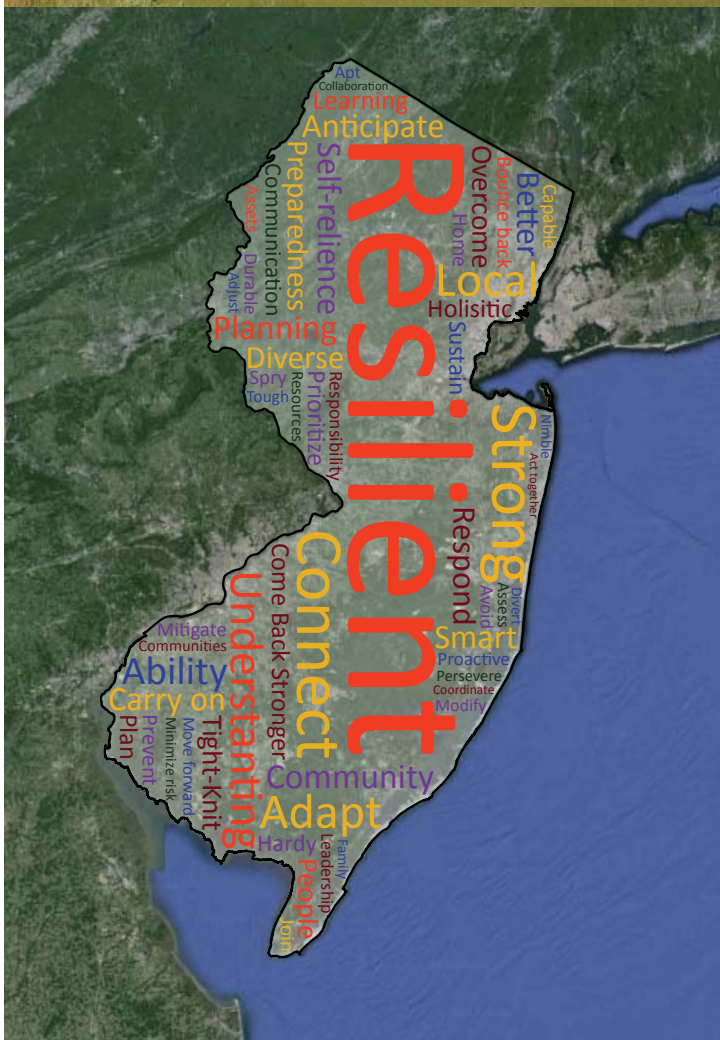 Apt
Collaboration
Learning
Anticipate
Resilient
Self-relience
Preparedness
Communication
Assets
Durable
Adjust
Overcome
Home
Bounce back
Better
Capable
Local
Holisitic
Sustain
Planning
Diverse
Spry
Tough
Resources
Prioritize
Responsibility
Strong
Nimble
Act together
Respond
Divert
Assess
Avoid
Smart
Proactive
Persevere
Coordinate
Modify
Connect
Come Back Stronger
Understanting
Mitigate
Communities
Ability
Carry on
Plan
Prevent
Minimize risk
Move forward
Tight-Knit
Community
Adapt
Hardy
Family
Leadership
People
Join